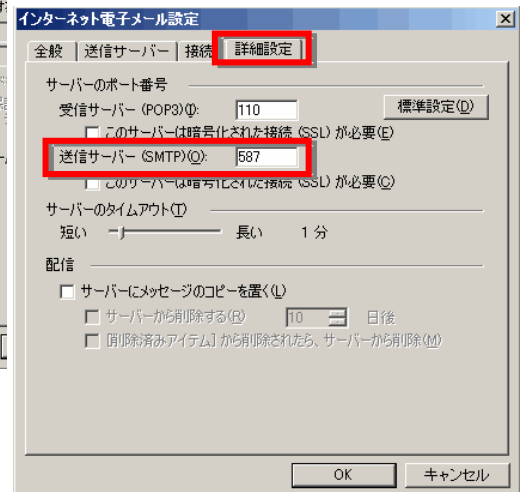 インターネット電子メール設定
全般 送信サーバー 接続 詳細設定
サーバーのポート番号
受信サーバー (POP3)(I): 110 標準設定(D)
このサーバーは暗号化された接続 (SSL) が必要(E)
送信サーバー (SMTP)(O): 587
このサーバーは暗号化された接続 (SSL) が必要(C)
サーバーのタイムアウト(T)
短い 長い 1 分
配信
サーバーにメッセージのコピーを置く(L)
サーバーから削除する(R) 10 日後
[削除済みアイテム] から削除されたら、サーバーから削除(M)
OK キャンセル